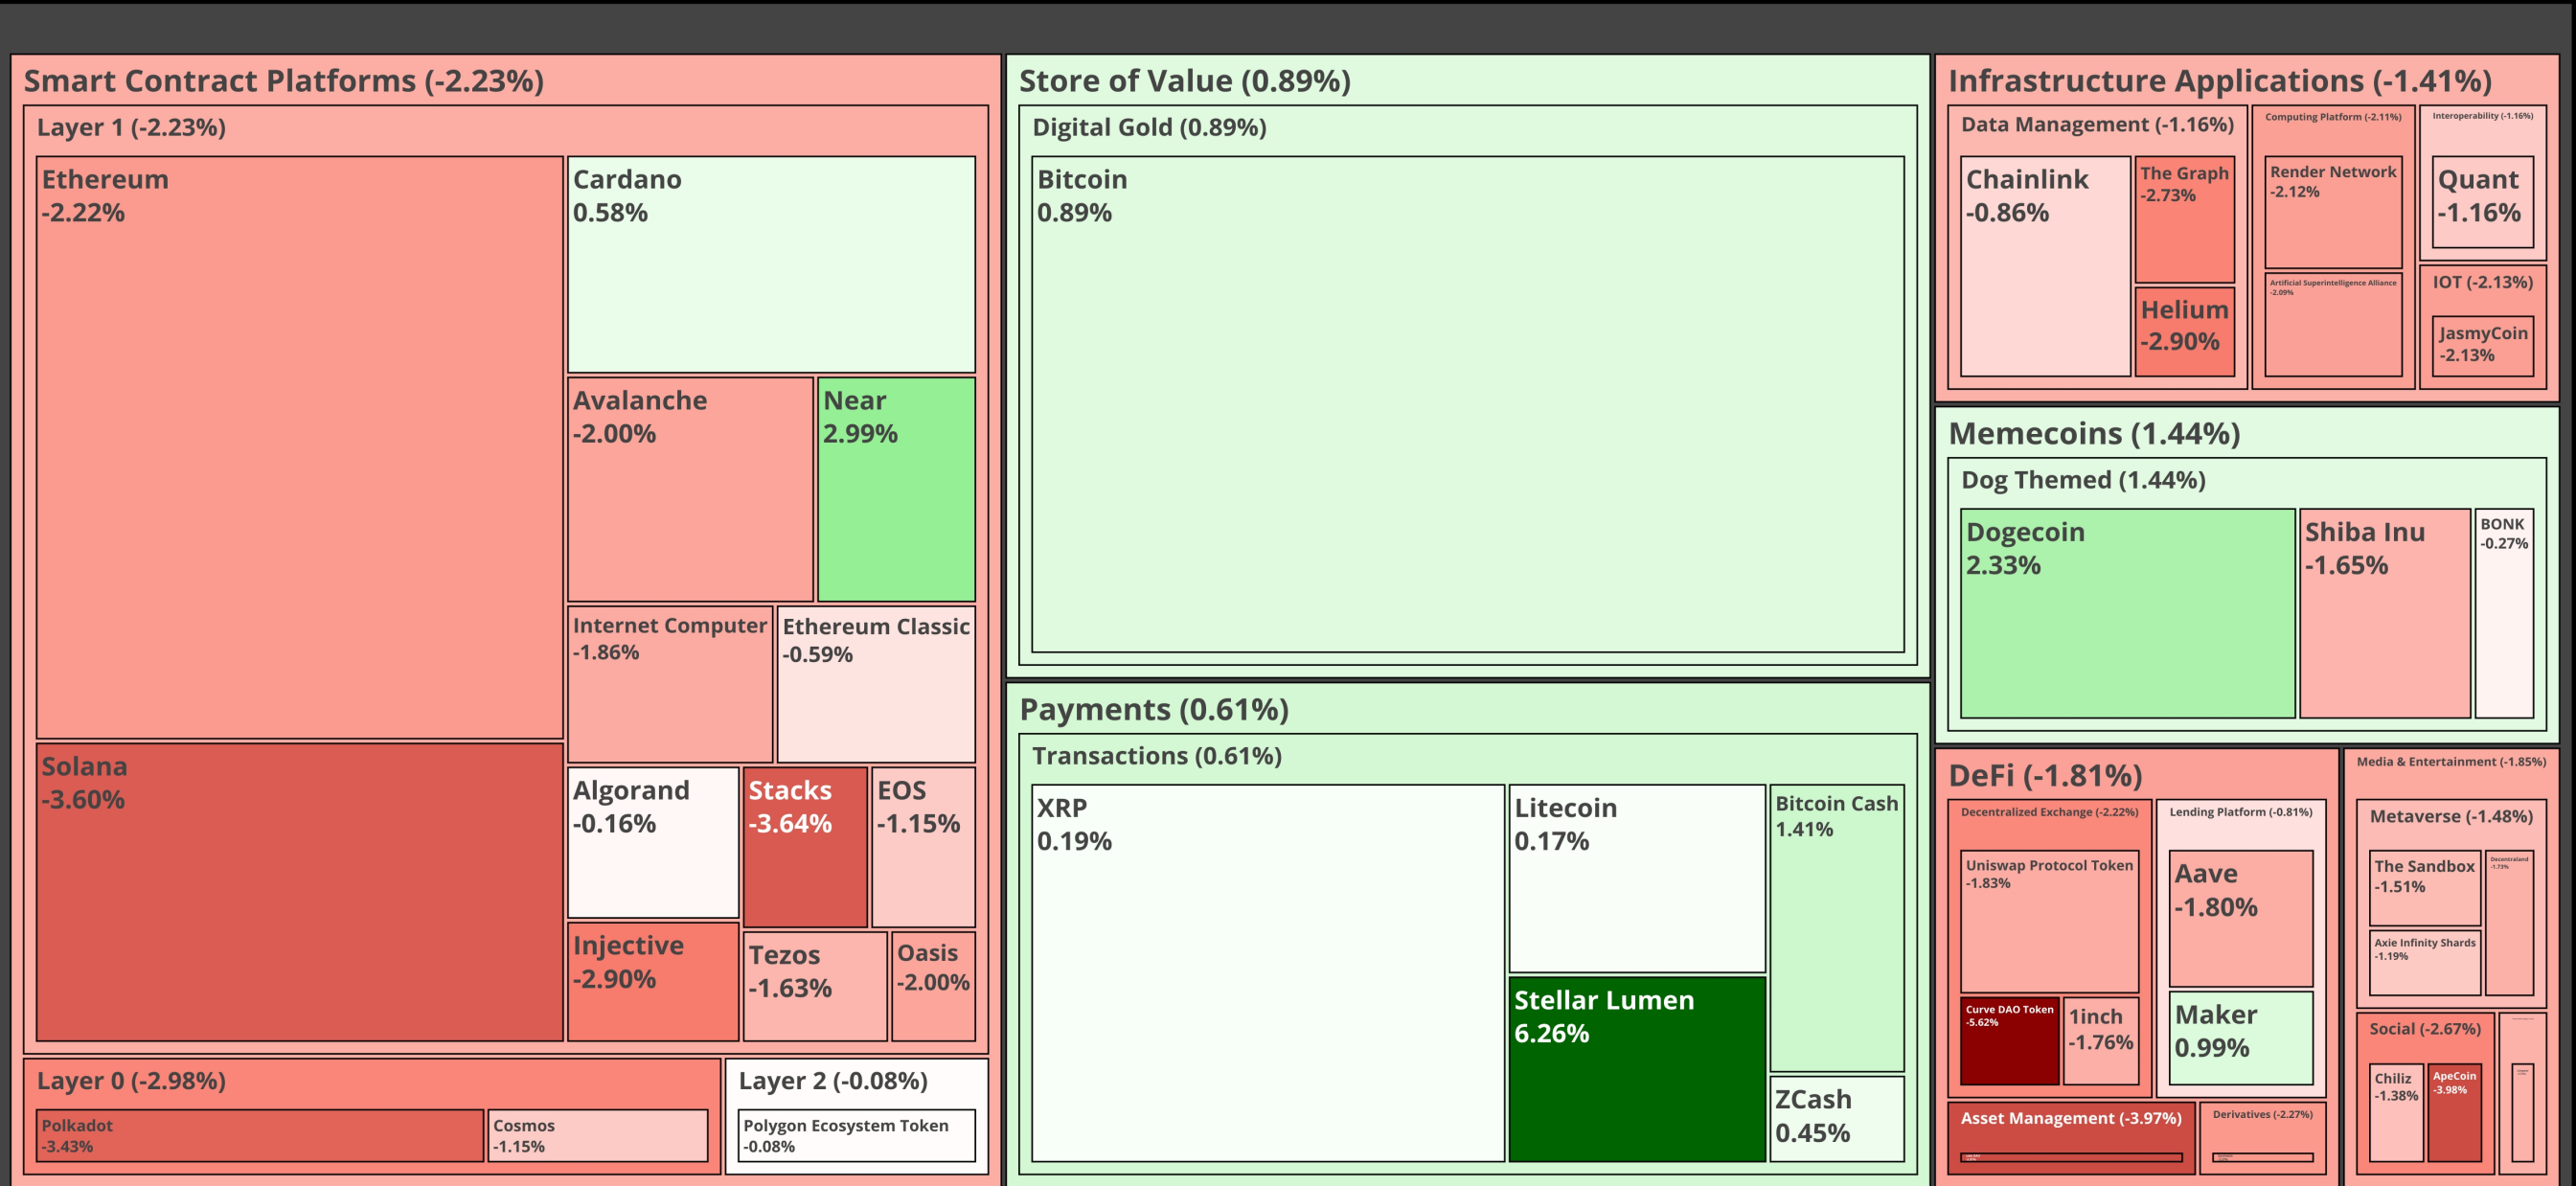 Smart Contract Platforms (-2.23%)
Layer 1 (-2.23%)
Ethereum
-2.22%
Cardano
0.58%
Avalanche
-2.00%
Near
2.99%
Internet Computer
-1.86%
Ethereum Classic
-0.59%
Solana
-3.60%
Algorand
-0.16%
Stacks
-3.64%
EOS
-1.15%
Injective
-2.90%
Tezos
-1.63%
Oasis
-2.00%
Layer 0 (-2.98%)
Polkadot
-3.43%
Cosmos
-1.15%
Layer 2 (-0.08%)
Polygon Ecosystem Token
-0.08%
Store of Value (0.89%)
Digital Gold (0.89%)
Bitcoin
0.89%
Payments (0.61%)
Transactions (0.61%)
XRP
0.19%
Litecoin
0.17%
Bitcoin Cash
1.41%
Stellar Lumen
6.26%
ZCash
0.45%
Infrastructure Applications (-1.41%)
Data Management (-1.16%)
Chainlink
-0.86%
The Graph
-2.73%
Helium
-2.90%
Computing Platform (-2.11%)
Render Network
-2.12%
Artificial Superintelligence Alliance
-2.09%
Interoperability (-1.16%)
Quant
-1.16%
IOT (-2.13%)
JasmyCoin
-2.13%
Memecoins (1.44%)
Dog Themed (1.44%)
Dogecoin
2.33%
Shiba Inu
-1.65%
BONK
-0.27%
DeFi (-1.81%)
Decentralized Exchange (-2.22%)
Uniswap Protocol Token
-1.83%
Curve DAO Token
-5.62%
1inch
-1.76%
Lending Platform (-0.81%)
Aave
-1.80%
Maker
0.99%
Asset Management (-3.97%)
Derivatives (-2.27%)
Media & Entertainment (-1.85%)
Metaverse (-1.48%)
The Sandbox
-1.51%
Decentraland
-1.73%
Axie Infinity Shards
-1.19%
Social (-2.67%)
Chiliz
-1.38%
ApeCoin
-3.98%